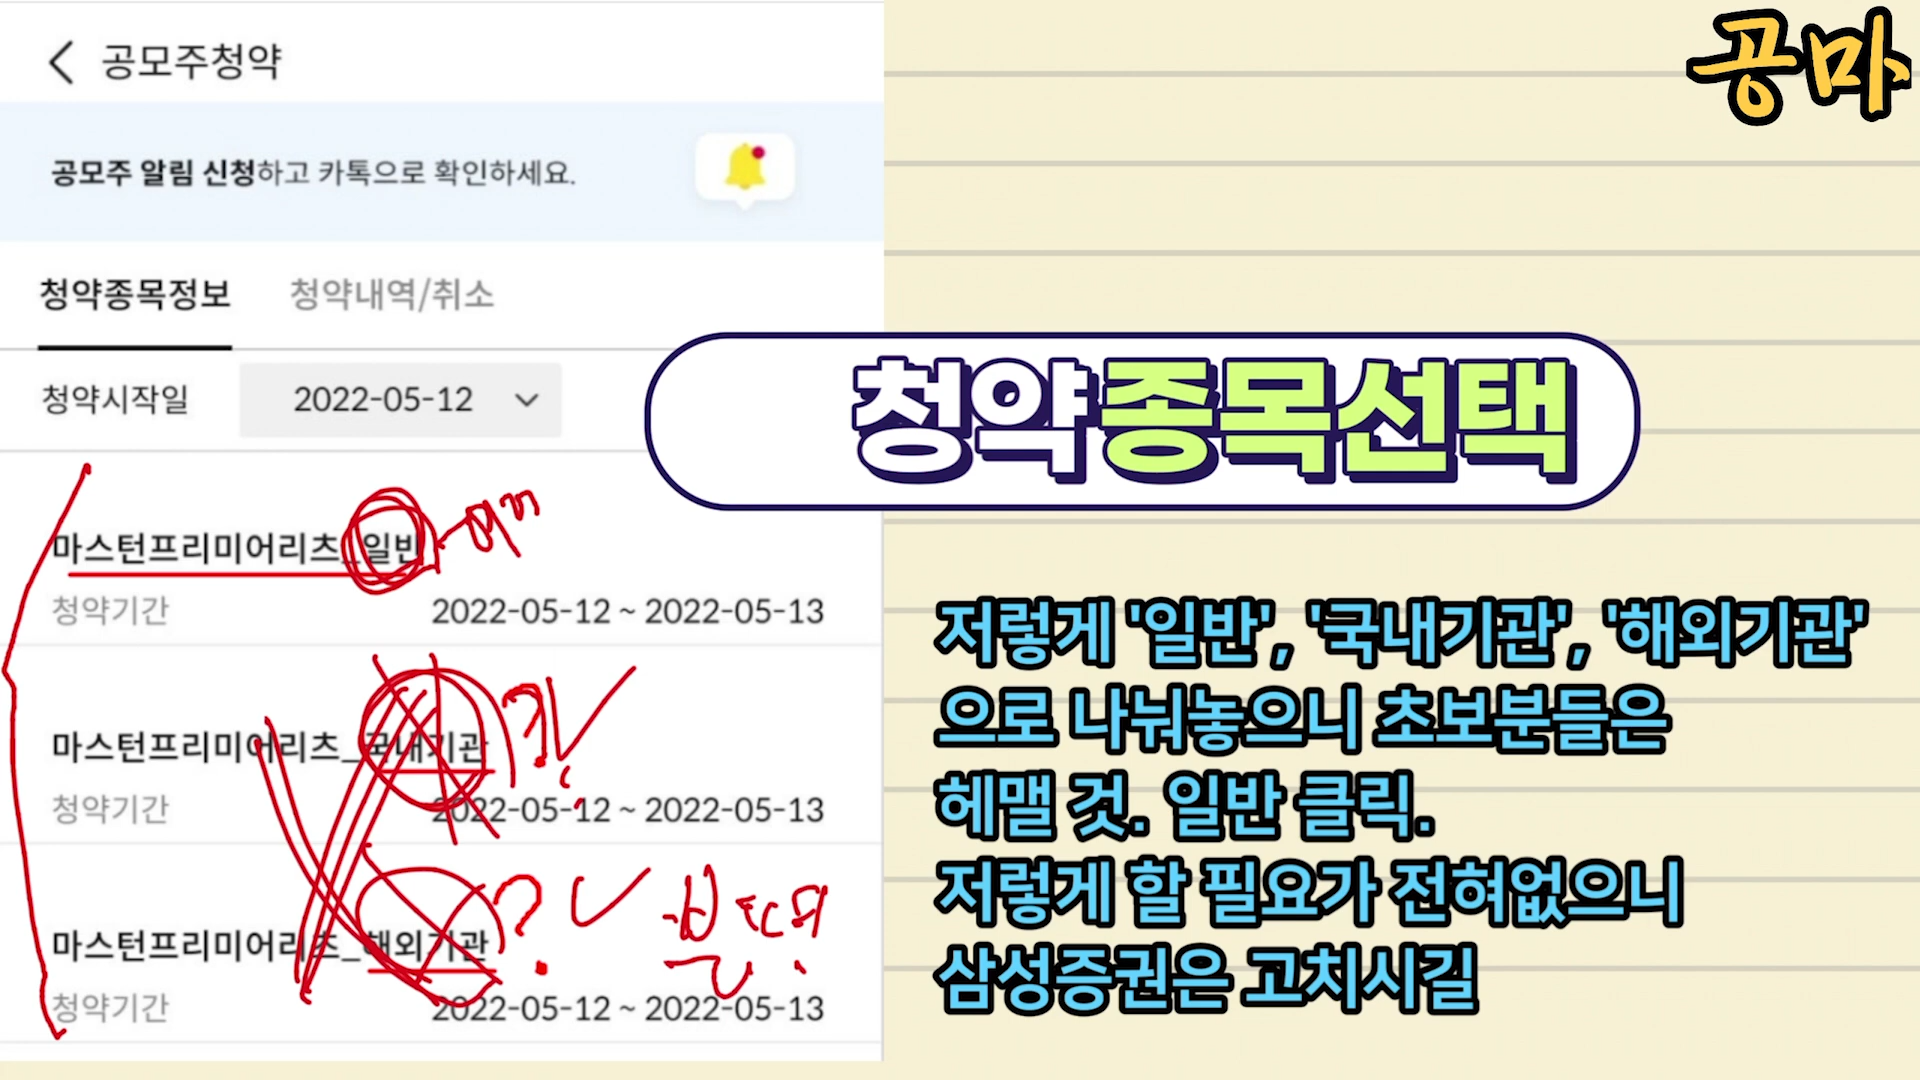 공모주청약
공모주 알림 신청하고 카톡으로 확인하세요.
청약종목정보 청약내역/취소
청약시작일 2022-05-12
마스턴프리미어리츠_일반
청약기간 2022-05-12 ~ 2022-05-13
마스턴프리미어리츠_국내기관
청약기간 2022-05-12 ~ 2022-05-13
마스턴프리미어리츠_해외기관
청약기간 2022-05-12 ~ 2022-05-13
공마
청약종목선택
저렇게 '일반', '국내기관', '해외기관'
으로 나눠놓으니 초보분들은
헤맬 것. 일반 클릭.
저렇게 할 필요가 전혀없으니
삼성증권은 고치시길